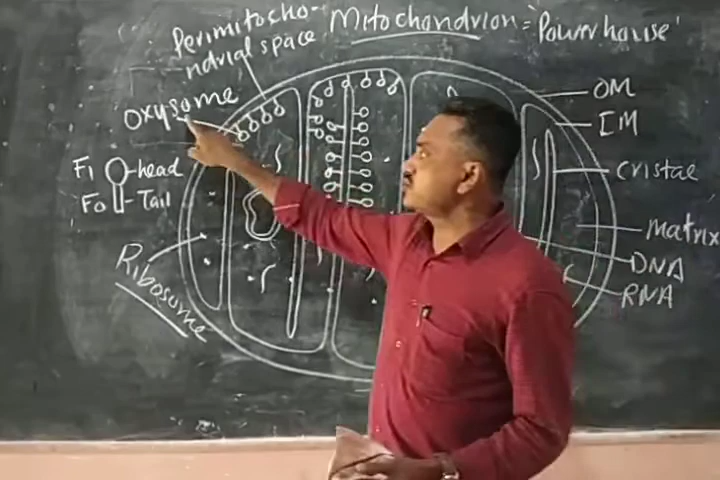 Mitochondrion = 'Powerhouse'
Perimitocho-
ndrial space
Oxysome
F1 head
F0 Tail
Ribosome
OM
IM
Cristae
Matrix
DNA
RNA